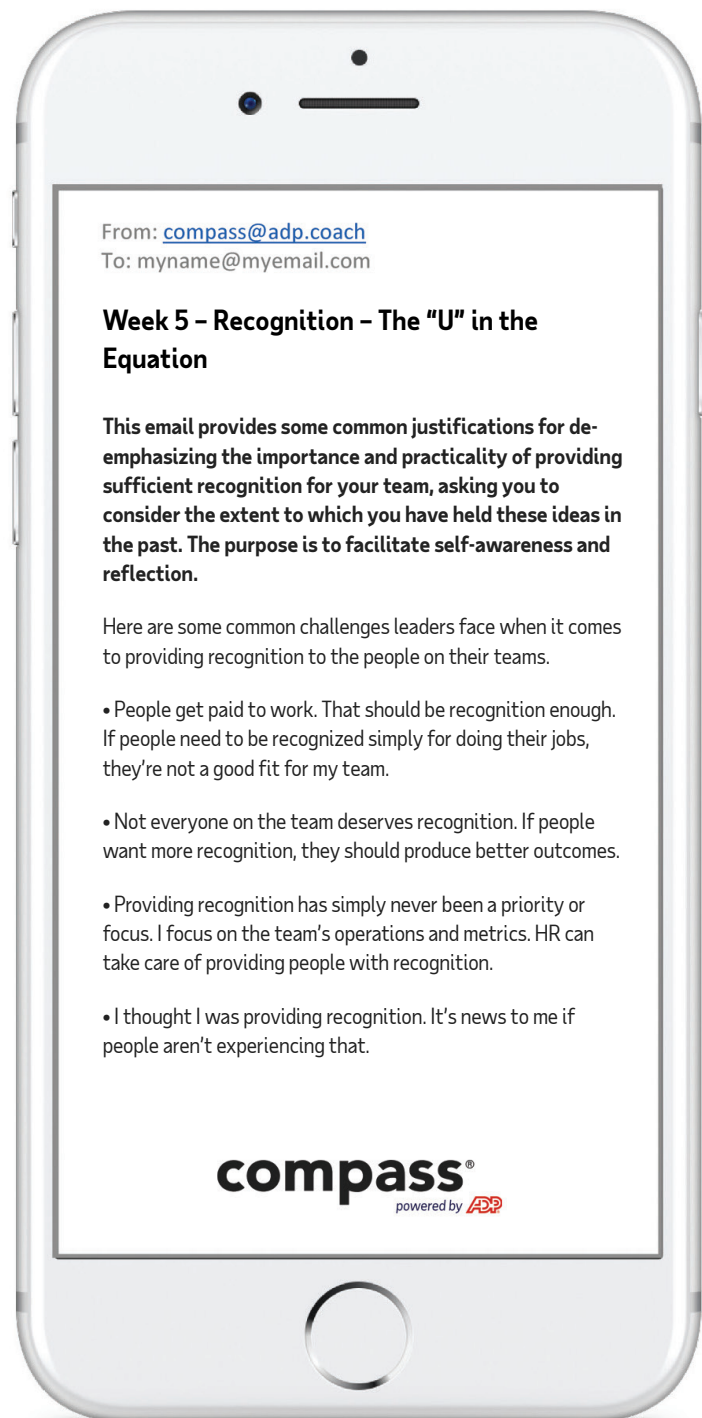 From: compass@adp.coach
To: myname@myemail.com
Week 5 – Recognition – The “U” in the
Equation
This email provides some common justifications for de-
emphasizing the importance and practicality of providing
sufficient recognition for your team, asking you to
consider the extent to which you have held these ideas in
the past. The purpose is to facilitate self-awareness and
reflection.
Here are some common challenges leaders face when it comes
to providing recognition to the people on their teams.
• People get paid to work. That should be recognition enough.
If people need to be recognized simply for doing their jobs,
they’re not a good fit for my team.
• Not everyone on the team deserves recognition. If people
want more recognition, they should produce better outcomes.
• Providing recognition has simply never been a priority or
focus. I focus on the team’s operations and metrics. HR can
take care of providing people with recognition.
• I thought I was providing recognition. It’s news to me if
people aren’t experiencing that.
compass®
powered by ADP